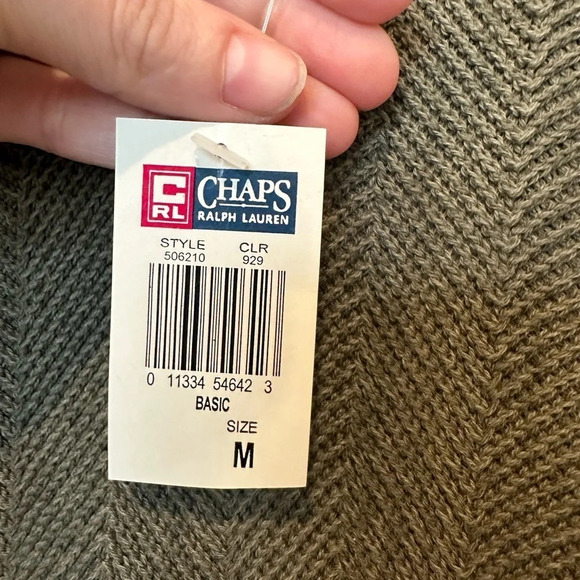 C
RL
CHAPS
RALPH LAUREN
STYLE CLR
506210 929
0 11334 54642 3
BASIC
SIZE
M